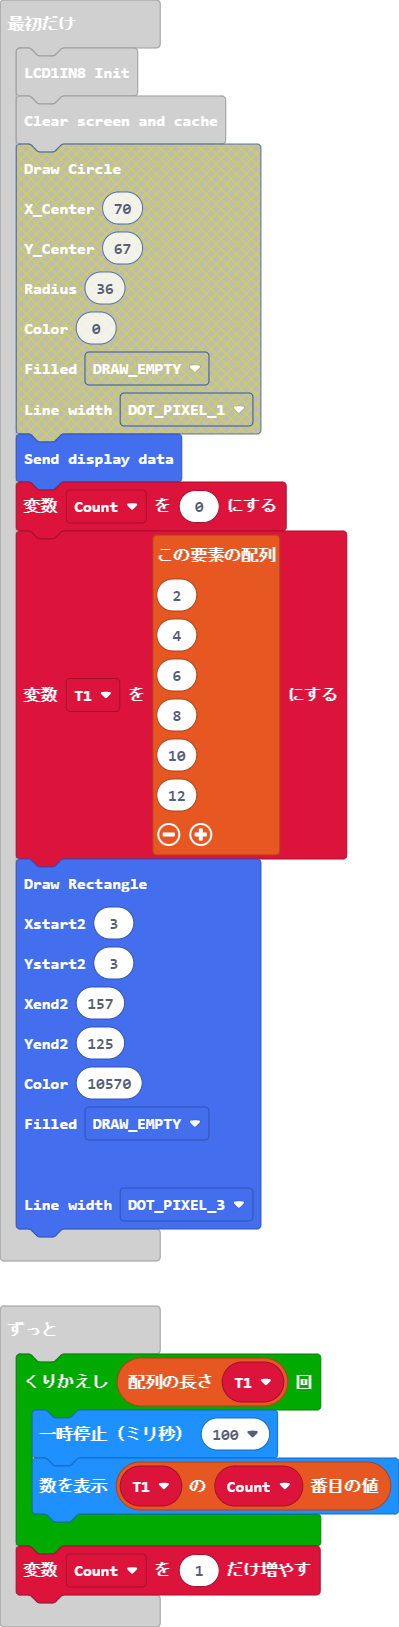 最初だけ
LCD1IN8 Init
Clear screen and cache
Draw Circle
X_Center 70
Y_Center 67
Radius 36
Color 0
Filled DRAW_EMPTY
Line width DOT_PIXEL_1
Send display data
変数 Count を 0 にする
この要素の配列
2
4
6
8
変数 T1 を にする
10
12
Draw Rectangle
Xstart2 3
Ystart2 3
Xend2 157
Yend2 125
Color 10570
Filled DRAW_EMPTY
Line width DOT_PIXEL_3
ずっと
くりかえし 配列の長さ T1 回
一時停止（ミリ秒） 100
数を表示 T1 の Count 番目の値
変数 Count を 1 だけ増やす